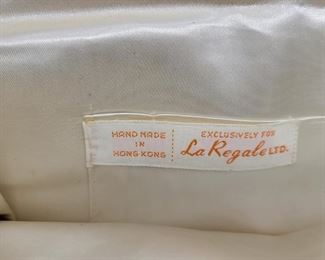 HAND MADE
IN
HONG KONG
EXCLUSIVELY FOR
La Regale LTD.